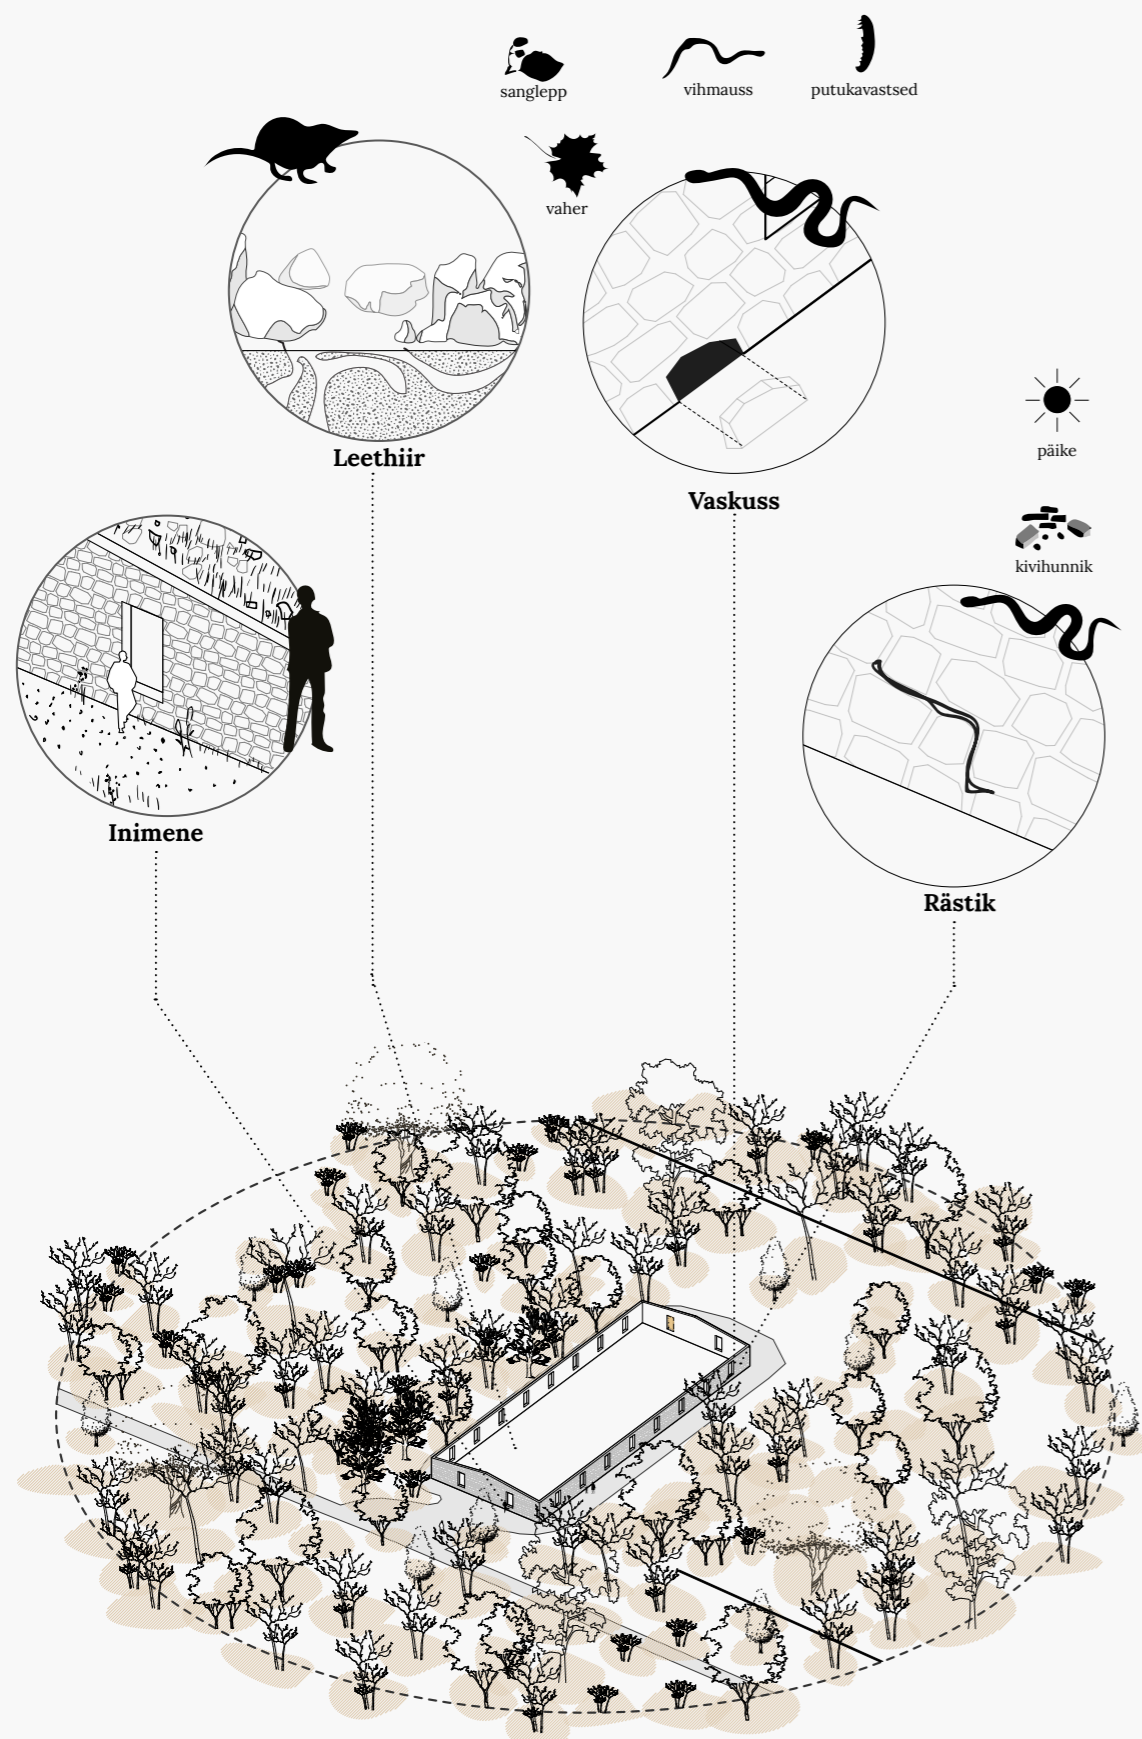 sanglepp
vihmauss
putukavastsed
vaher
Leethiir
Vaskuss
päike
kivihunnik
Inimene
Rästik